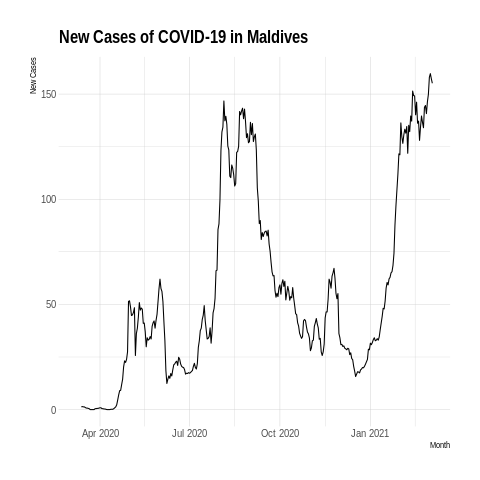 New Cases of COVID-19 in Maldives
New Cases
150
100
50
0
Apr 2020 Jul 2020 Oct 2020 Jan 2021
Month